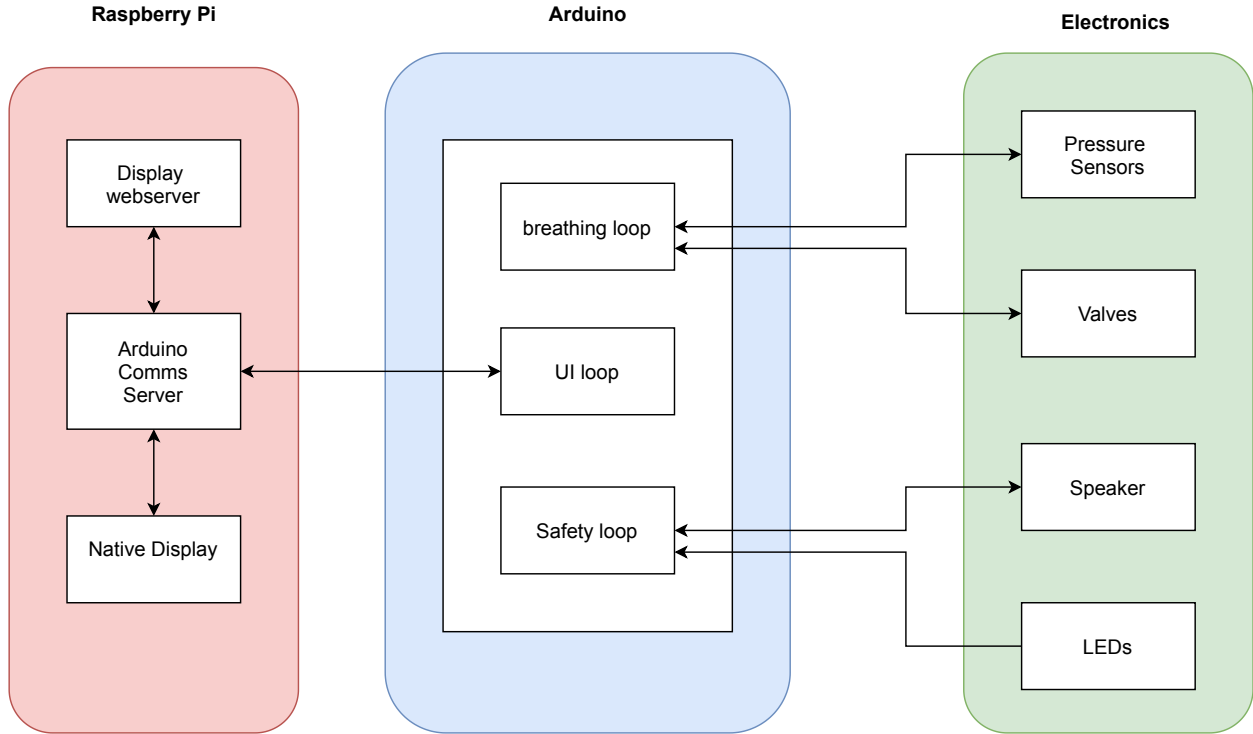 Raspberry Pi
Display
webserver
Arduino
Comms
Server
Native Display
Arduino
breathing loop
UI loop
Safety loop
Electronics
Pressure
Sensors
Valves
Speaker
LEDs